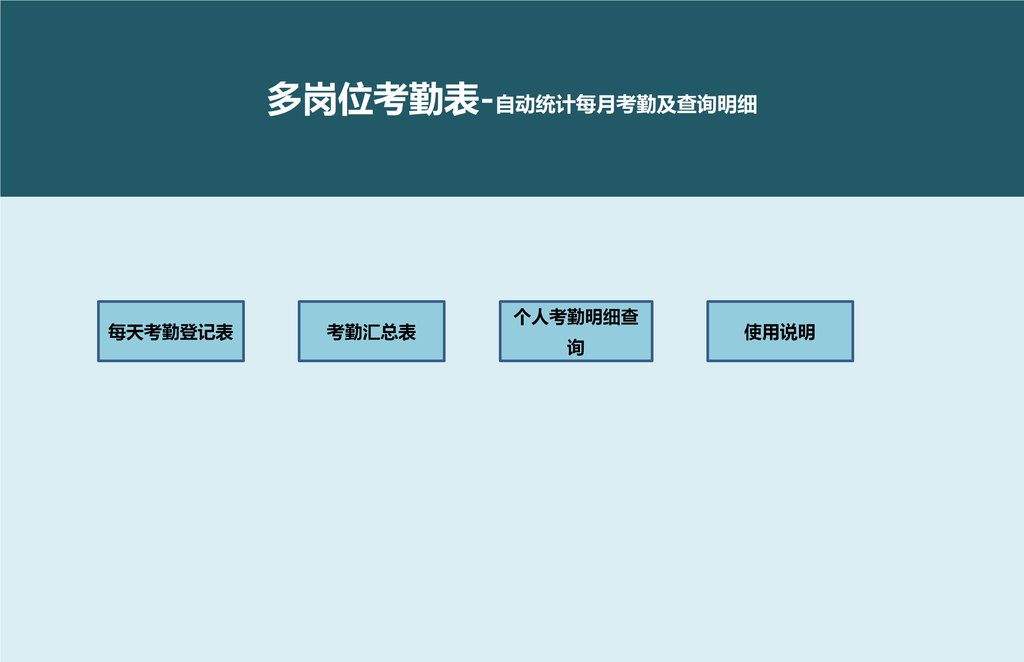 多岗位考勤表-自动统计每月考勤及查询明细
每天考勤登记表
考勤汇总表
个人考勤明细查
询
使用说明